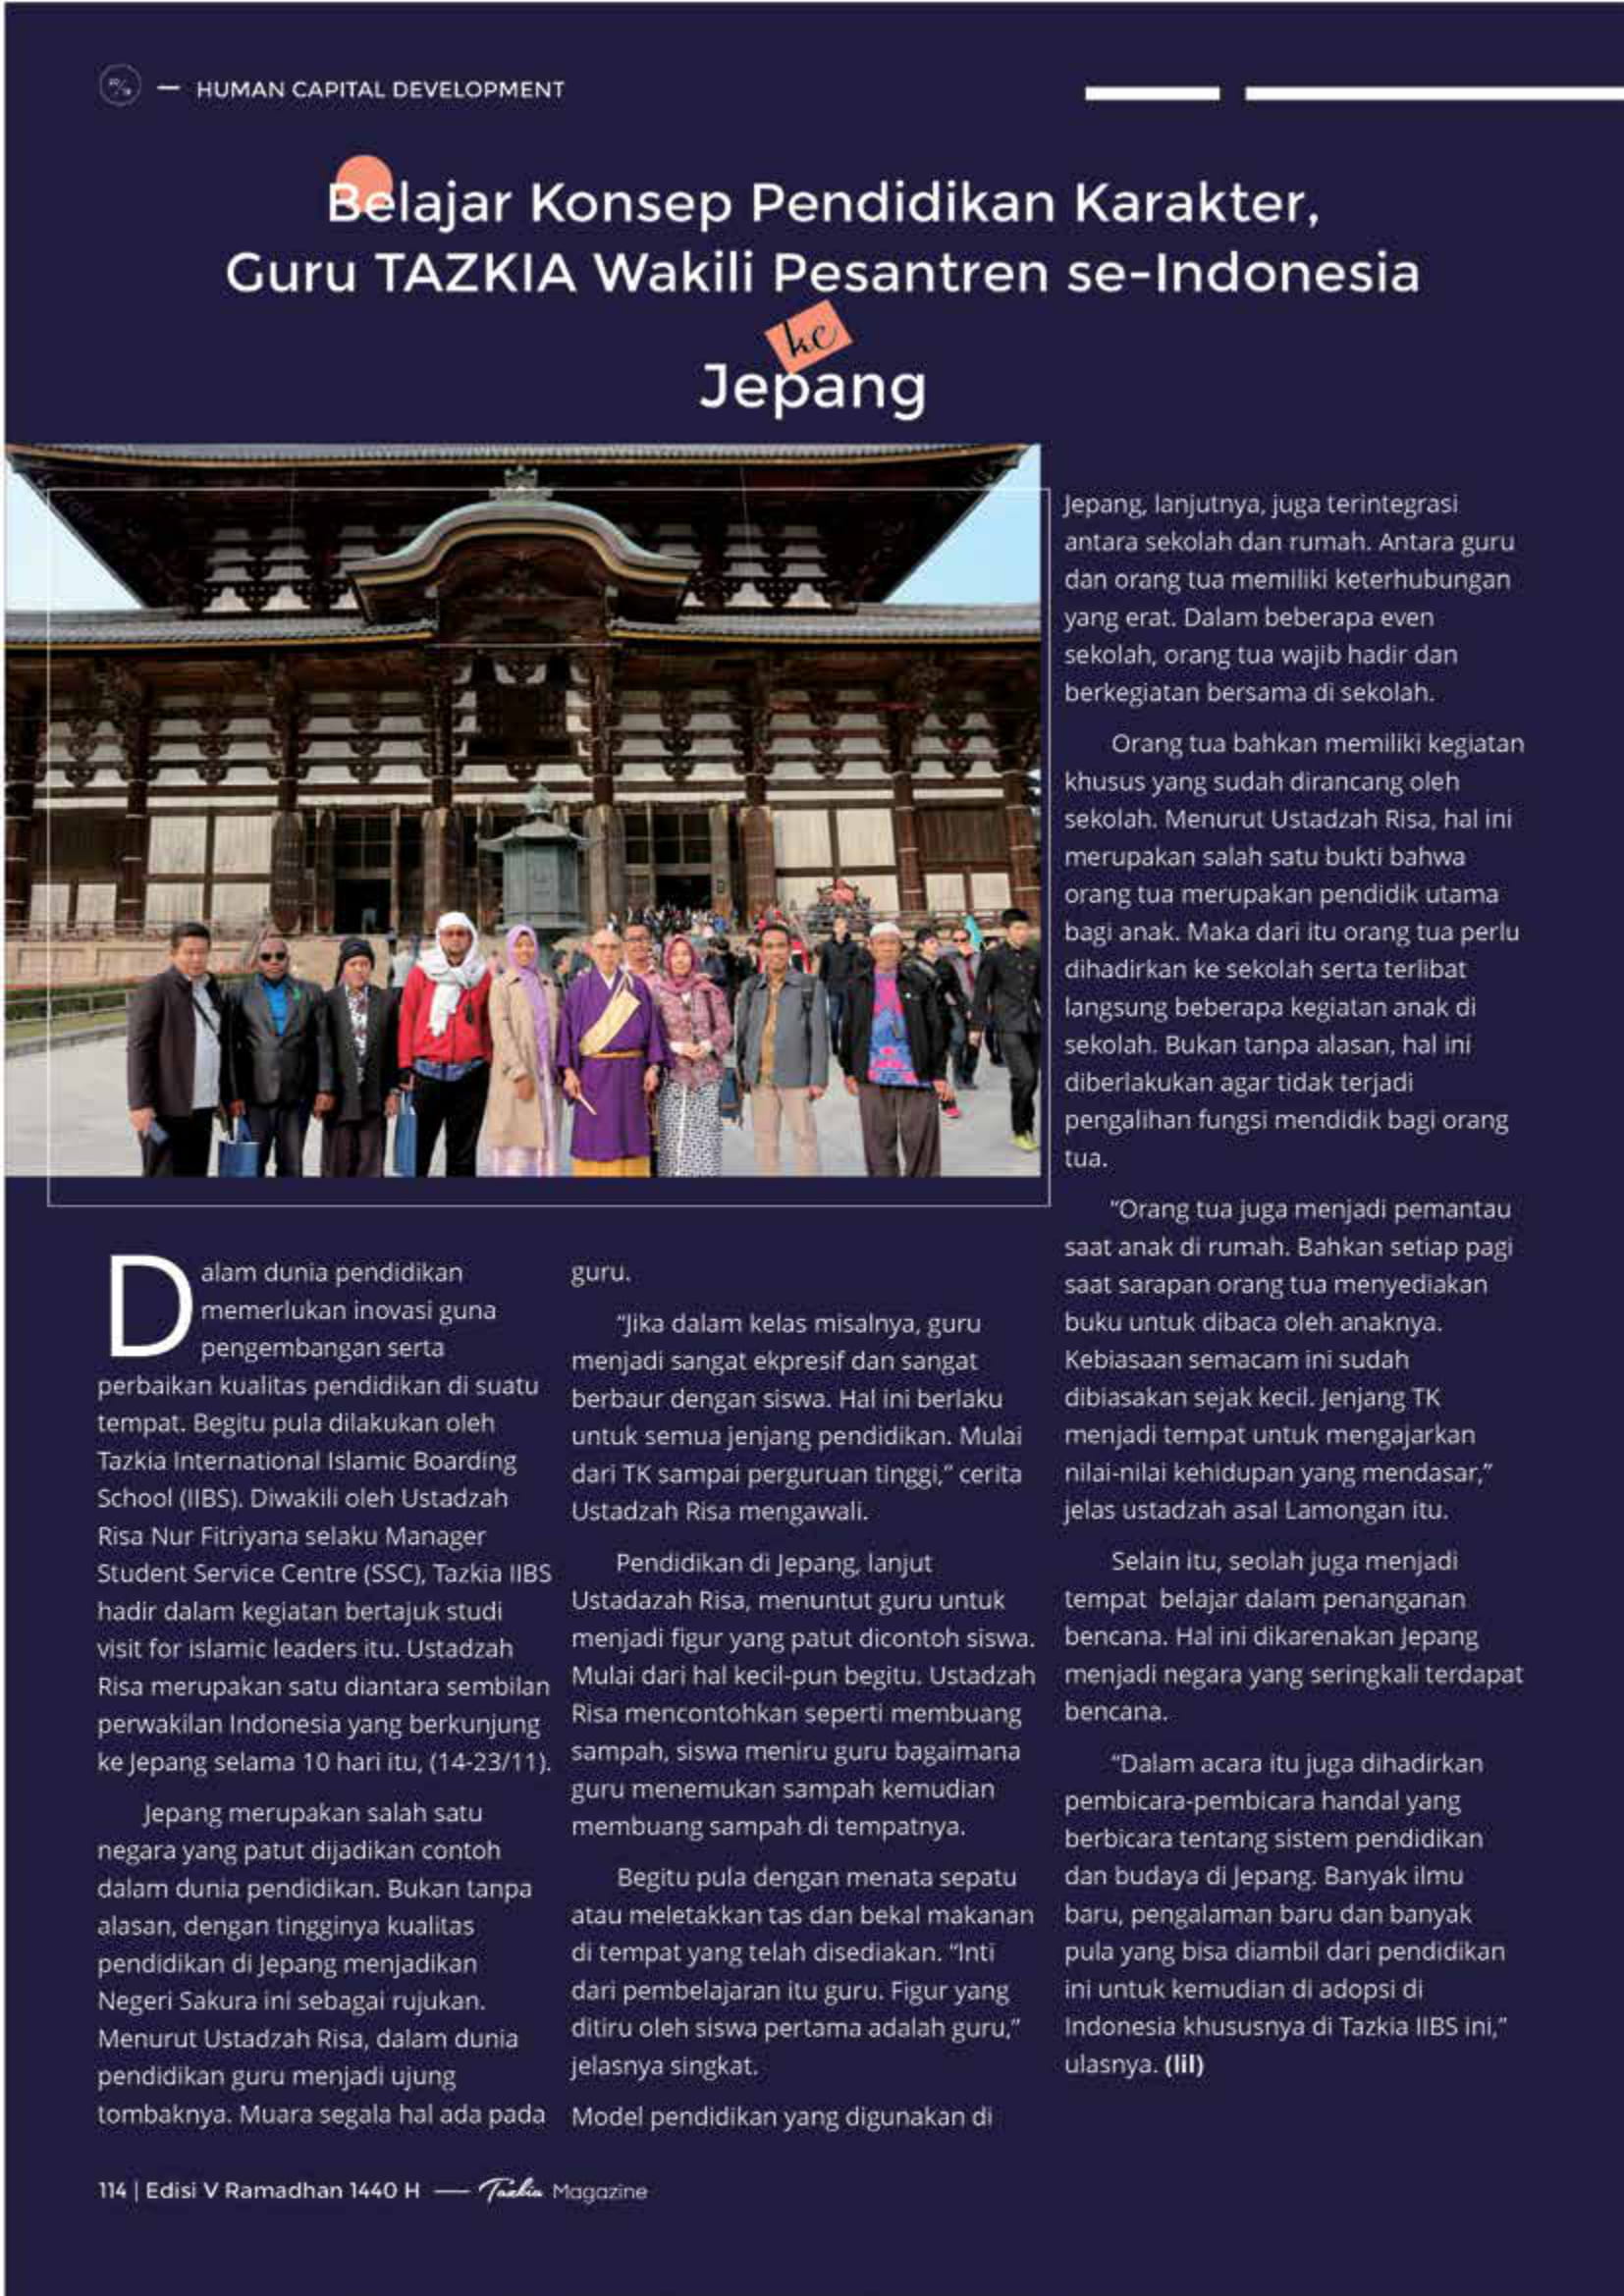 HUMAN CAPITAL DEVELOPMENT
Belajar Konsep Pendidikan Karakter,
Guru TAZKIA Wakili Pesantren se-Indonesia
ke
Jepang
Dalam dunia pendidikan
memerlukan inovasi guna
pengembangan serta
perbaikan kualitas pendidikan di suatu
tempat. Begitu pula dilakukan oleh
Tazkia International Islamic Boarding
School (IIBS). Diwakili oleh Ustadzah
Risa Nur Fitriyana selaku Manager
Student Service Centre (SSC), Tazkia IIBS
hadir dalam kegiatan bertajuk studi
visit for islamic leaders itu. Ustadzah
Risa merupakan satu diantara sembilan
perwakilan Indonesia yang berkunjung
ke Jepang selama 10 hari itu, (14-23/11).
Jepang merupakan salah satu
negara yang patut dijadikan contoh
dalam dunia pendidikan. Bukan tanpa
alasan, dengan tingginya kualitas
pendidikan di Jepang menjadikan
Negeri Sakura ini sebagai rujukan.
Menurut Ustadzah Risa, dalam dunia
pendidikan guru menjadi ujung
tombaknya. Muara segala hal ada pada
guru.
“Jika dalam kelas misalnya, guru
menjadi sangat ekpresif dan sangat
berbaur dengan siswa. Hal ini berlaku
untuk semua jenjang pendidikan. Mulai
dari TK sampai perguruan tinggi,” cerita
Ustadzah Risa mengawali.
Pendidikan di Jepang, lanjut
Ustadazah Risa, menuntut guru untuk
menjadi figur yang patut dicontoh siswa.
Mulai dari hal kecil-pun begitu. Ustadzah
Risa mencontohkan seperti membuang
sampah, siswa meniru guru bagaimana
guru menemukan sampah kemudian
membuang sampah di tempatnya.
Begitu pula dengan menata sepatu
atau meletakkan tas dan bekal makanan
di tempat yang telah disediakan. “Inti
dari pembelajaran itu guru. Figur yang
ditiru oleh siswa pertama adalah guru,”
jelasnya singkat.
Model pendidikan yang digunakan di
Jepang, lanjutnya, juga terintegrasi
antara sekolah dan rumah. Antara guru
dan orang tua memiliki keterhubungan
yang erat. Dalam beberapa even
sekolah, orang tua wajib hadir dan
berkegiatan bersama di sekolah.
Orang tua bahkan memiliki kegiatan
khusus yang sudah dirancang oleh
sekolah. Menurut Ustadzah Risa, hal ini
merupakan salah satu bukti bahwa
orang tua merupakan pendidik utama
bagi anak. Maka dari itu orang tua perlu
dihadirkan ke sekolah serta terlibat
langsung beberapa kegiatan anak di
sekolah. Bukan tanpa alasan, hal ini
diberlakukan agar tidak terjadi
pengalihan fungsi mendidik bagi orang
tua.
“Orang tua juga menjadi pemantau
saat anak di rumah. Bahkan setiap pagi
saat sarapan orang tua menyediakan
buku untuk dibaca oleh anaknya.
Kebiasaan semacam ini sudah
dibiasakan sejak kecil. Jenjang TK
menjadi tempat untuk mengajarkan
nilai-nilai kehidupan yang mendasar,”
jelas ustadzah asal Lamongan itu.
Selain itu, seolah juga menjadi
tempat belajar dalam penanganan
bencana. Hal ini dikarenakan Jepang
menjadi negara yang seringkali terdapat
bencana.
“Dalam acara itu juga dihadirkan
pembicara-pembicara handal yang
berbicara tentang sistem pendidikan
dan budaya di Jepang. Banyak ilmu
baru, pengalaman baru dan banyak
pula yang bisa diambil dari pendidikan
ini untuk kemudian di adopsi di
Indonesia khususnya di Tazkia IIBS ini,”
ulasnya. (lil)
114 | Edisi V Ramadhan 1440 H — Tazkia Magazine